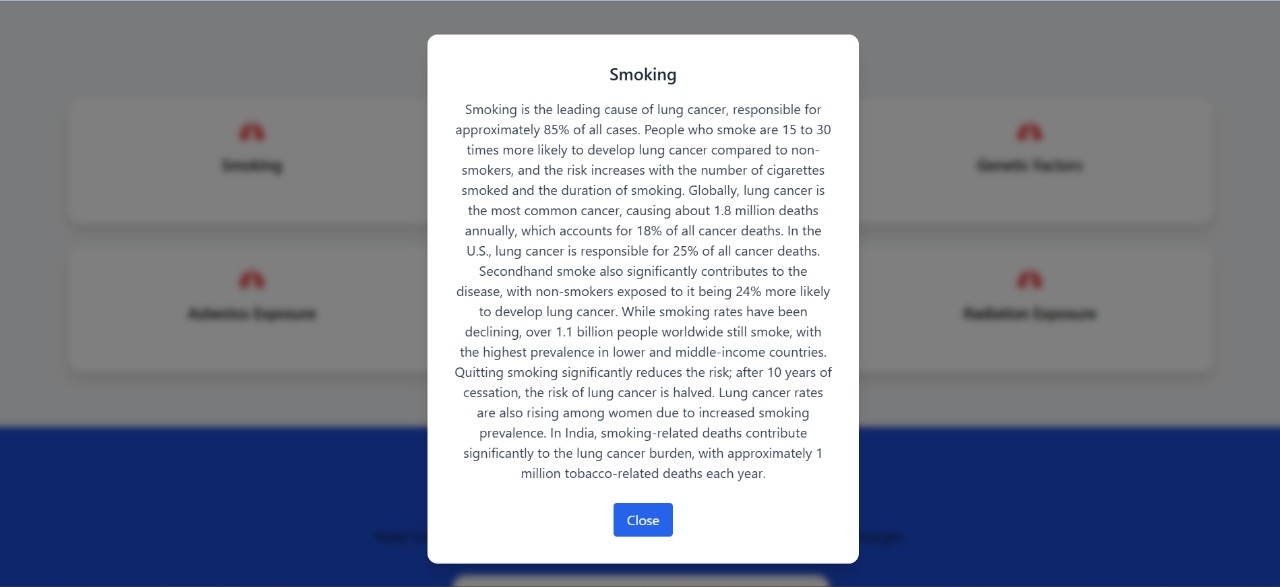 Smoking
Smoking is the leading cause of lung cancer, responsible for
approximately 85% of all cases. People who smoke are 15 to 30
times more likely to develop lung cancer compared to non-
smokers, and the risk increases with the number of cigarettes
smoked and the duration of smoking. Globally, lung cancer is
the most common cancer, causing about 1.8 million deaths
annually, which accounts for 18% of all cancer deaths. In the
U.S., lung cancer is responsible for 25% of all cancer deaths.
Secondhand smoke also significantly contributes to the
disease, with non-smokers exposed to it being 24% more likely
to develop lung cancer. While smoking rates have been
declining, over 1.1 billion people worldwide still smoke, with
the highest prevalence in lower and middle-income countries.
Quitting smoking significantly reduces the risk; after 10 years of
cessation, the risk of lung cancer is halved. Lung cancer rates
are also rising among women due to increased smoking
prevalence. In India, smoking-related deaths contribute
significantly to the lung cancer burden, with approximately 1
million tobacco-related deaths each year.
Close
Smoking
Genetic Factors
Asbestos Exposure
Radiation Exposure